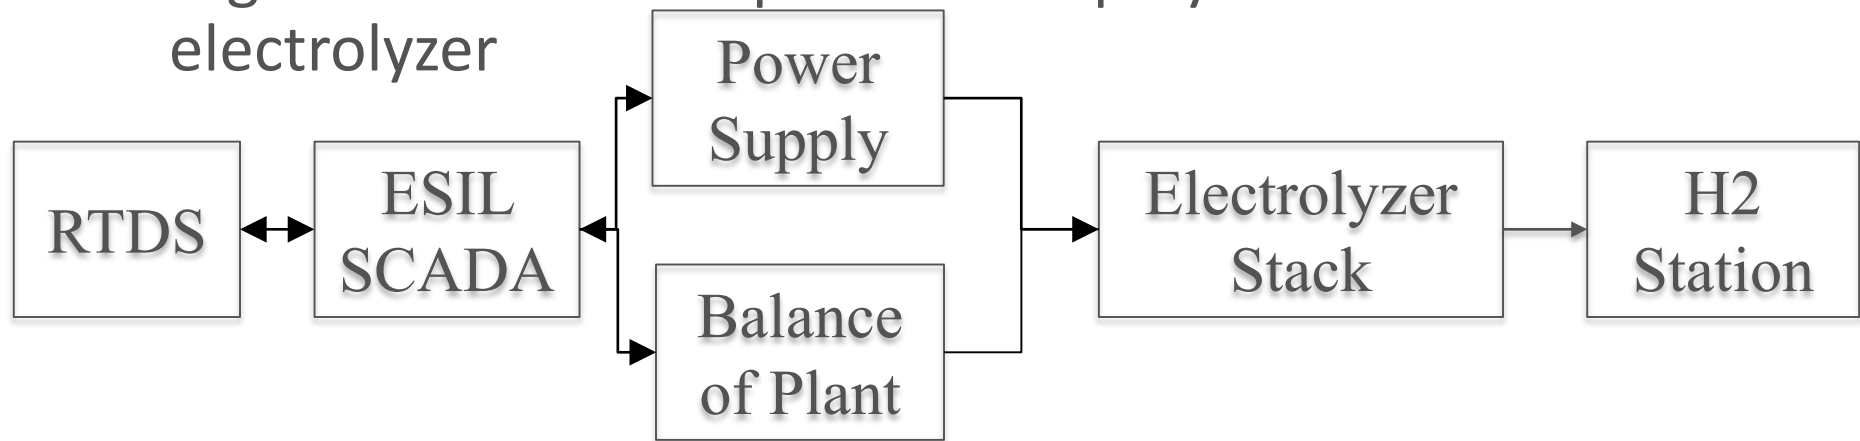 electrolyzer
Power
Supply
RTDS
ESIL
SCADA
Electrolyzer
Stack
H2
Station
Balance
of Plant